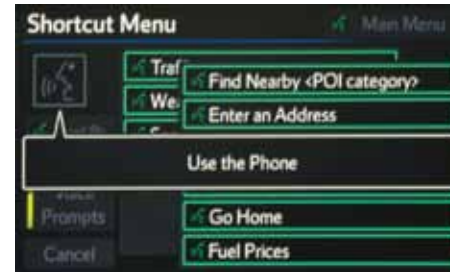 Shortcut Menu
Main Menu
Find Nearby <POI category>
Enter an Address
Use the Phone
Prompts
Go Home
Cancel
Fuel Prices